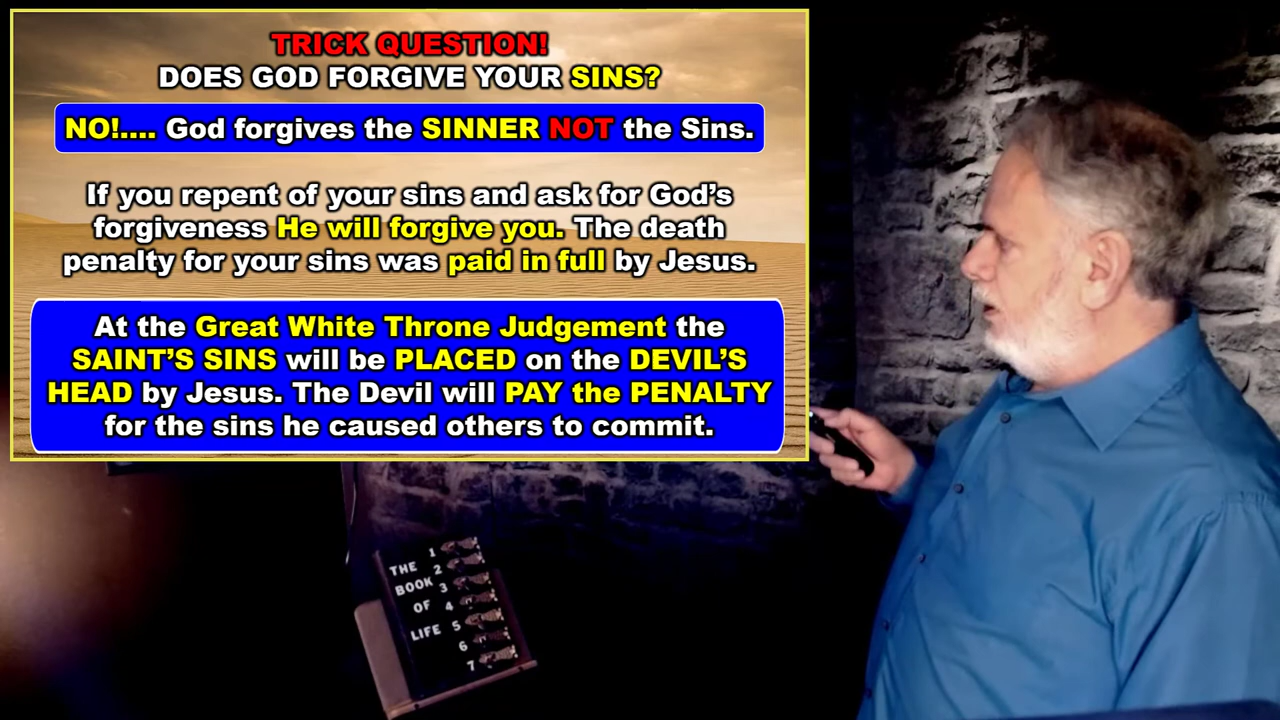 TRICK QUESTION!
DOES GOD FORGIVE YOUR SINS?
NO!.... God forgives the SINNER NOT the Sins.
If you repent of your sins and ask for God’s
forgiveness He will forgive you. The death
penalty for your sins was paid in full by Jesus.
At the Great White Throne Judgement the
SAINT’S SINS will be PLACED on the DEVIL’S
HEAD by Jesus. The Devil will PAY the PENALTY
for the sins he caused others to commit.
THE
BOOK
OF
LIFE
1
2
3
4
5
6
7